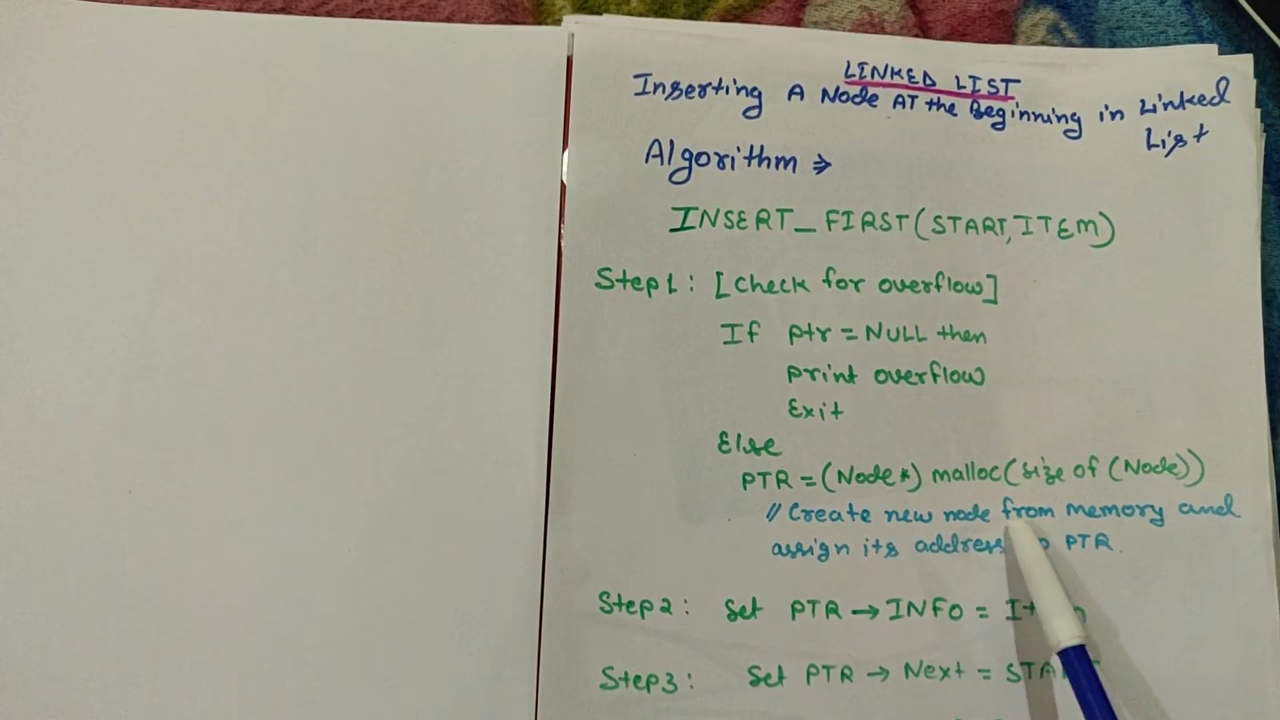 LINKED LIST
Inserting A Node AT the Beginning in Linked
List
Algorithm ⇒
INSERT_FIRST(START, ITEM)
Step1: [Check for overflow]
If ptr = NULL then
print overflow
Exit
Else
PTR = (Node*) malloc(size of (Node))
// Create new node from memory and
assign its address PTR.
Step2: Set PTR → INFO =
Step3: Set PTR → Next =